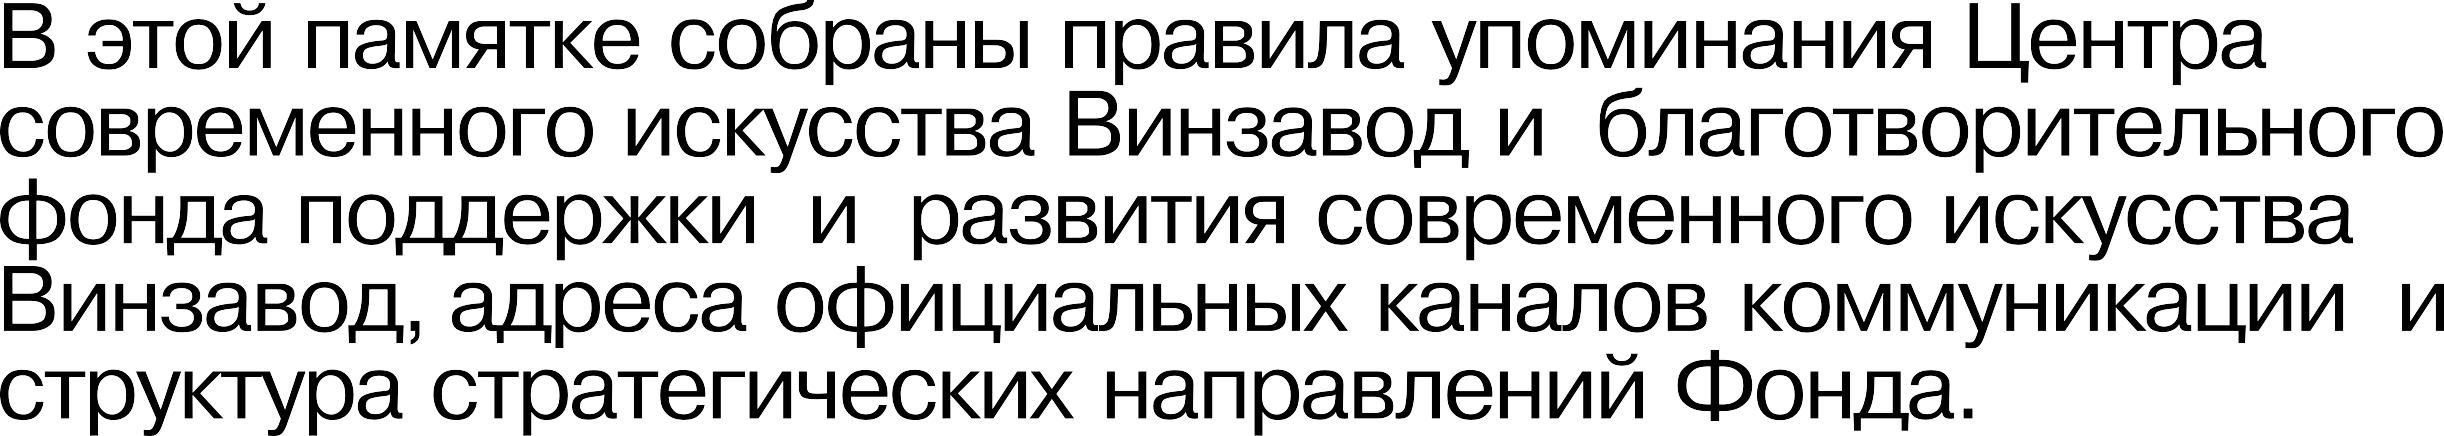 В этой памятке собраны правила упоминания Центра
современного искусства Винзавод и благотворительного
фонда поддержки и развития современного искусства
Винзавод, адреса официальных каналов коммуникации и
структура стратегических направлений Фонда.